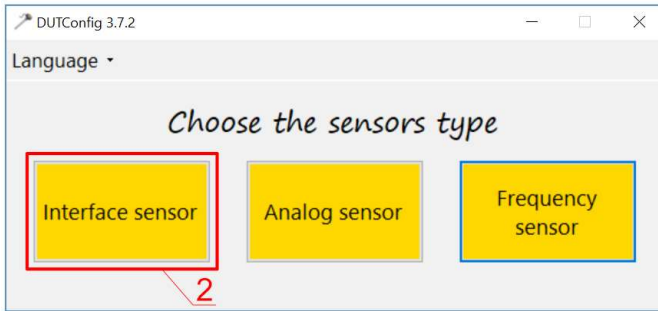 DUTConfig 3.7.2
Language
Choose the sensors type
Interface sensor
Analog sensor
Frequency
sensor
2